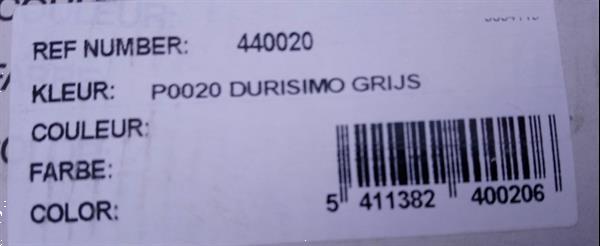 REF NUMBER: 440020
KLEUR: P0020 DURISIMO GRIJS
COULEUR:
FARBE:
COLOR:
5 411382 400206